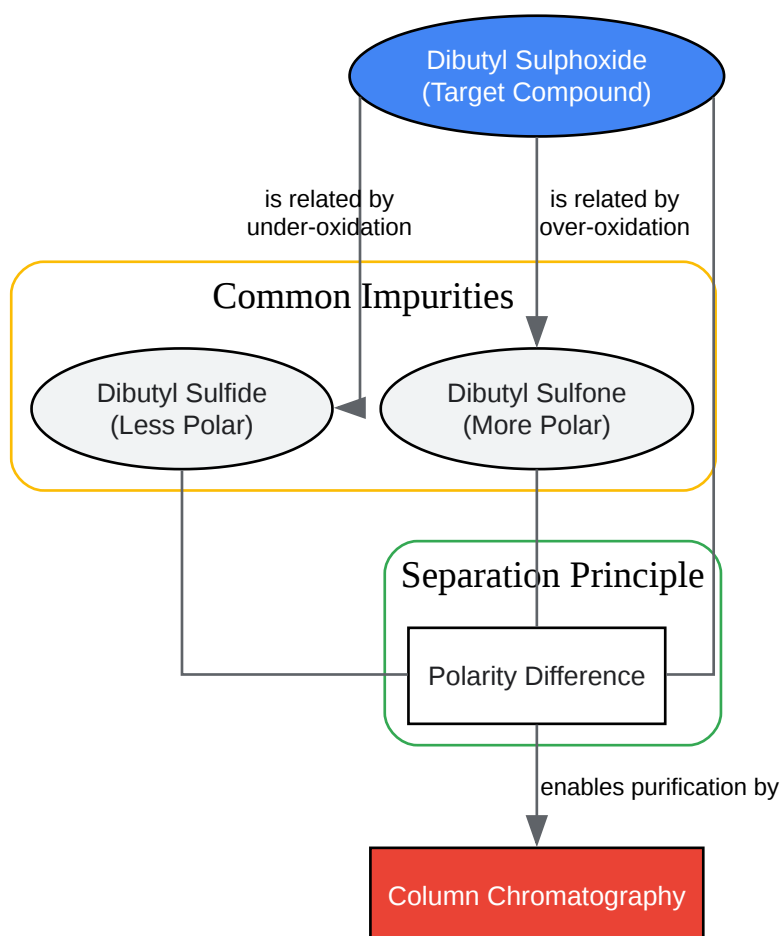 Dibutyl Sulphoxide
(Target Compound)
is related by
under-oxidation
is related by
over-oxidation
Common Impurities
Dibutyl Sulfide
(Less Polar)
Dibutyl Sulfone
(More Polar)
Separation Principle
Polarity Difference
enables purification by
Column Chromatography